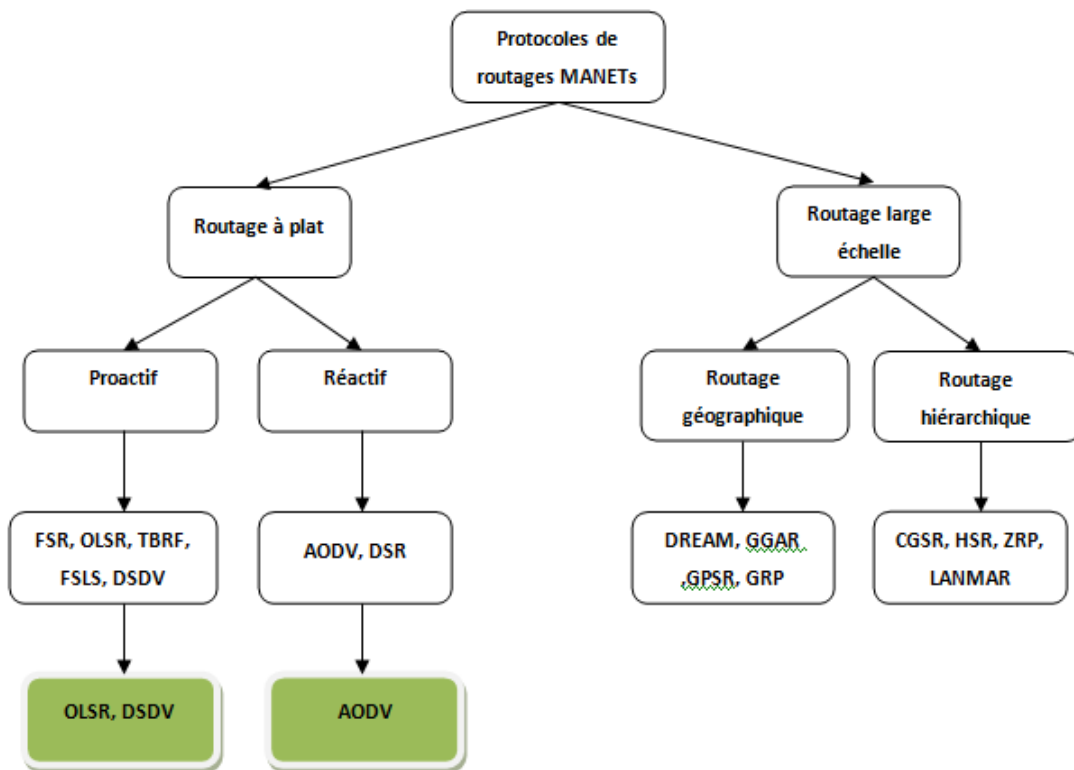 Protocoles de
routages MANETs
Routage à plat
Routage large
échelle
Proactif
Réactif
Routage
géographique
Routage
hiérarchique
FSR, OLSR, TBRF,
FSLS, DSDV
AODV, DSR
DREAM, GGAR
,GPSR, GRP
CGSR, HSR, ZRP,
LANMAR
OLSR, DSDV
AODV